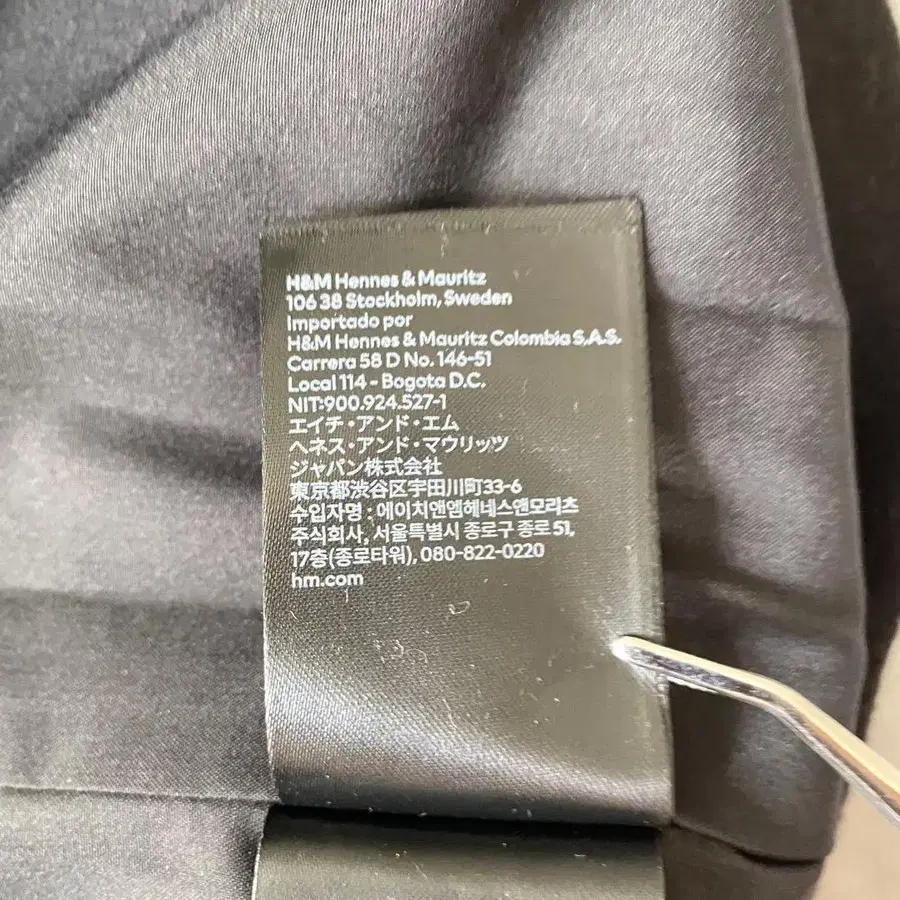 H&M Hennes & Mauritz
106 38 Stockholm, Sweden
Importado por
H&M Hennes & Mauritz Colombia S.A.S.
Carrera 58 D No. 146-51
Local 114 - Bogota D.C.
NIT:900.924.527-1
エイチ・アンド・エム
ヘネス・アンド・マウリッツ
ジャパン株式会社
東京都渋谷区宇田川町33-6
수입자명 : 에이치앤엠헤네스앤모리츠
주식회사, 서울특별시 종로구 종로 51,
17층(종로타워), 080-822-0220
hm.com